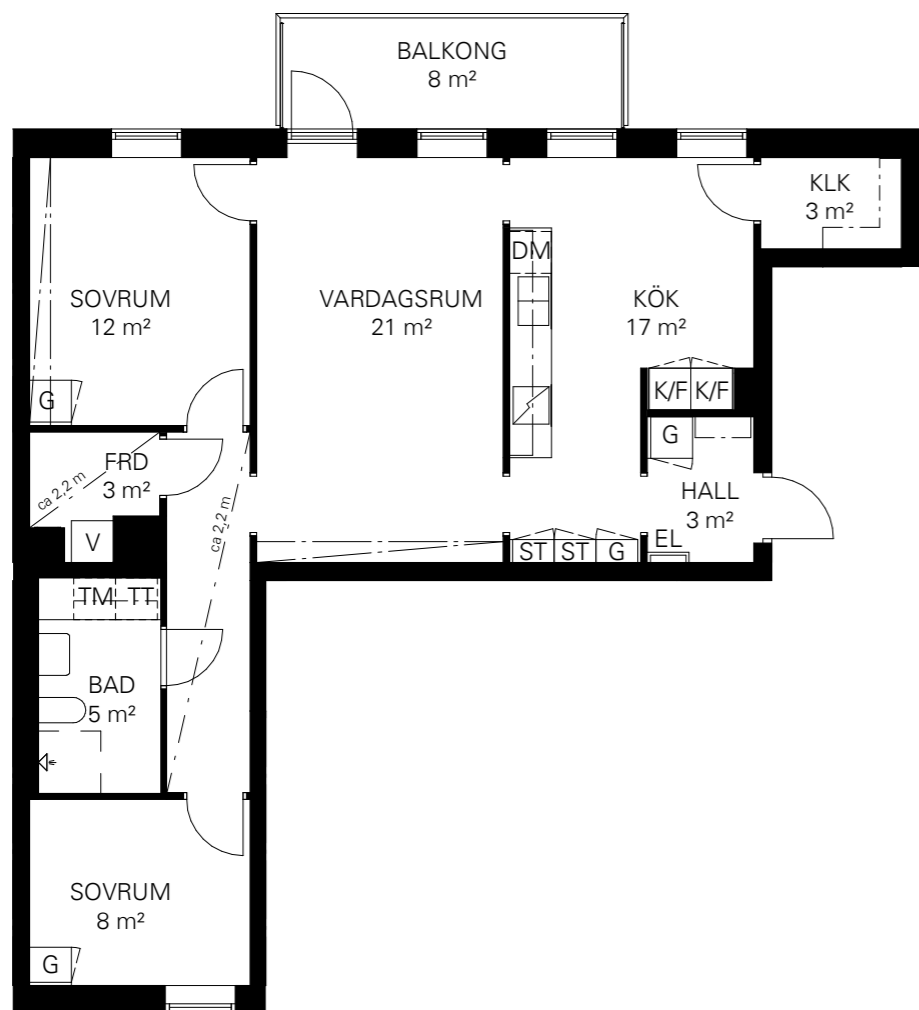 BALKONG
8 m²
KLK
3 m²
DM
SOVRUM
12 m²
VARDAGSRUM
21 m²
KÖK
17 m²
K/F K/F
G
G
FRD
3 m²
ca 2,2 m
ca 2,2 m
HALL
3 m²
V
EL
ST ST G
TM TT
BAD
5 m²
SOVRUM
8 m²
G